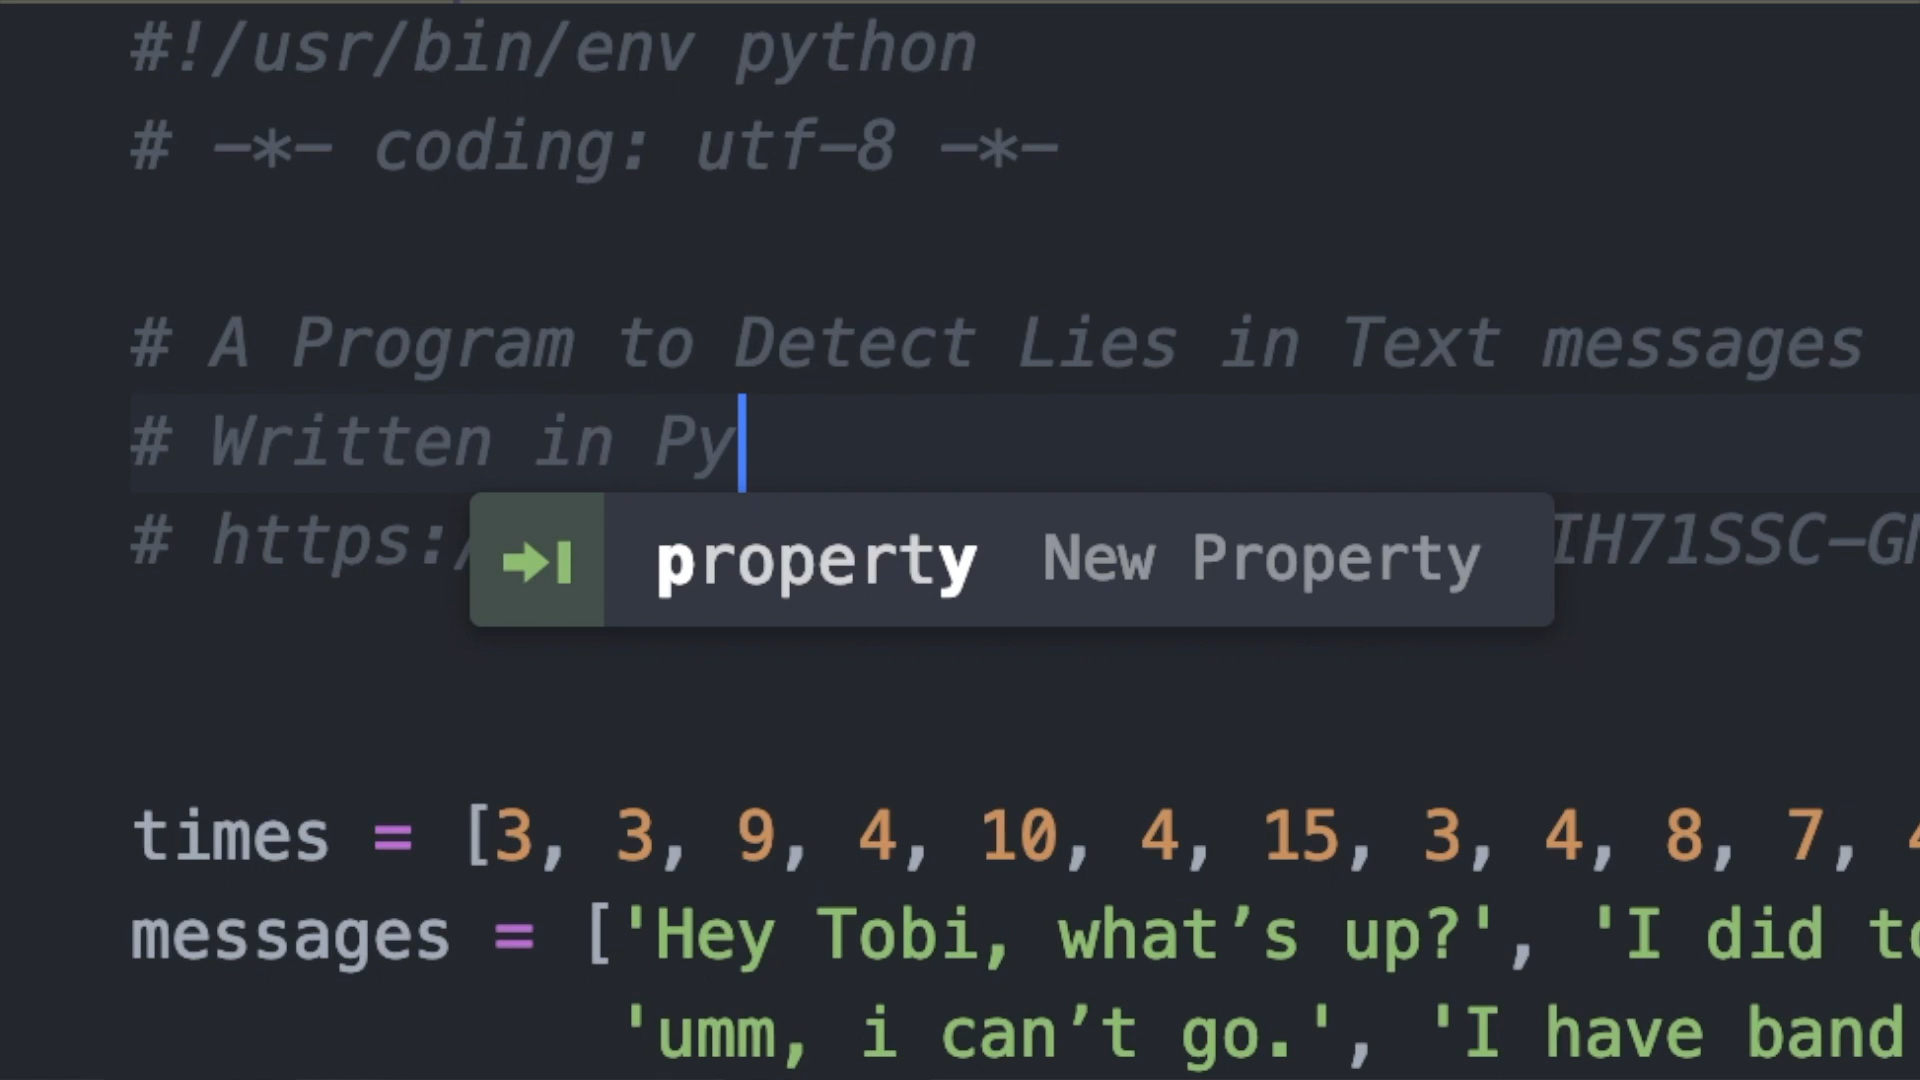 #!/usr/bin/env python
# -*- coding: utf-8 -*-
# A Program to Detect Lies in Text messages
# Written in Py
# https:/
IH71SSC-G
property New Property
times = [3, 3, 9, 4, 10, 4, 15, 3, 4, 8, 7,
messages = ['Hey Tobi, what’s up?', 'I did
'umm, i can’t go.', 'I have band